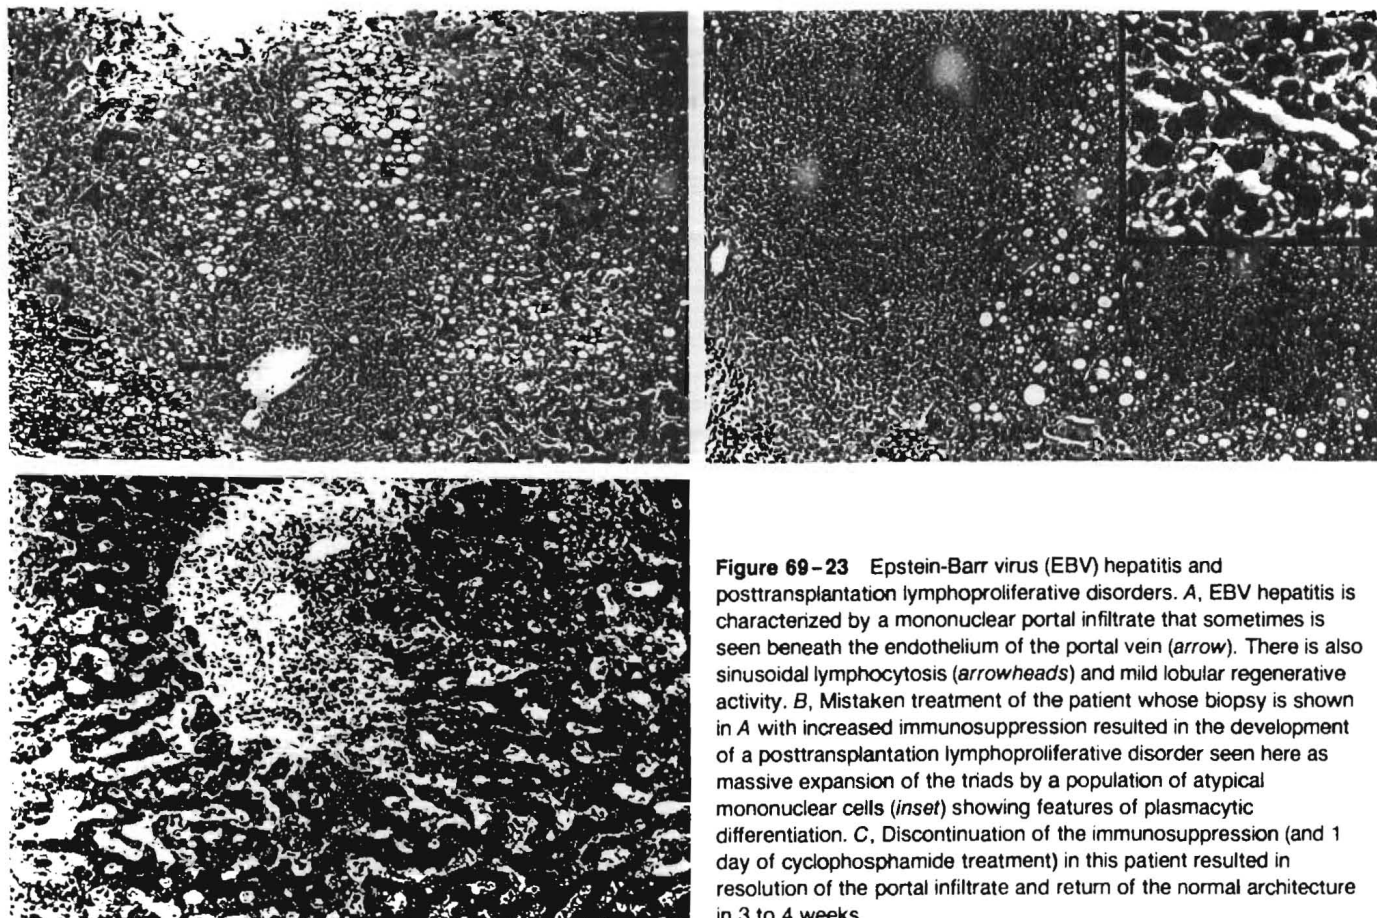 Figure 69–23 Epstein-Barr virus (EBV) hepatitis and
posttransplantation lymphoproliferative disorders. A, EBV hepatitis is
characterized by a mononuclear portal infiltrate that sometimes is
seen beneath the endothelium of the portal vein (arrow). There is also
sinusoidal lymphocytosis (arrowheads) and mild lobular regenerative
activity. B, Mistaken treatment of the patient whose biopsy is shown
in A with increased immunosuppression resulted in the development
of a posttransplantation lymphoproliferative disorder seen here as
massive expansion of the triads by a population of atypical
mononuclear cells (inset) showing features of plasmacytic
differentiation. C, Discontinuation of the immunosuppression (and 1
day of cyclophosphamide treatment) in this patient resulted in
resolution of the portal infiltrate and return of the normal architecture
in 3 to 4 weeks.